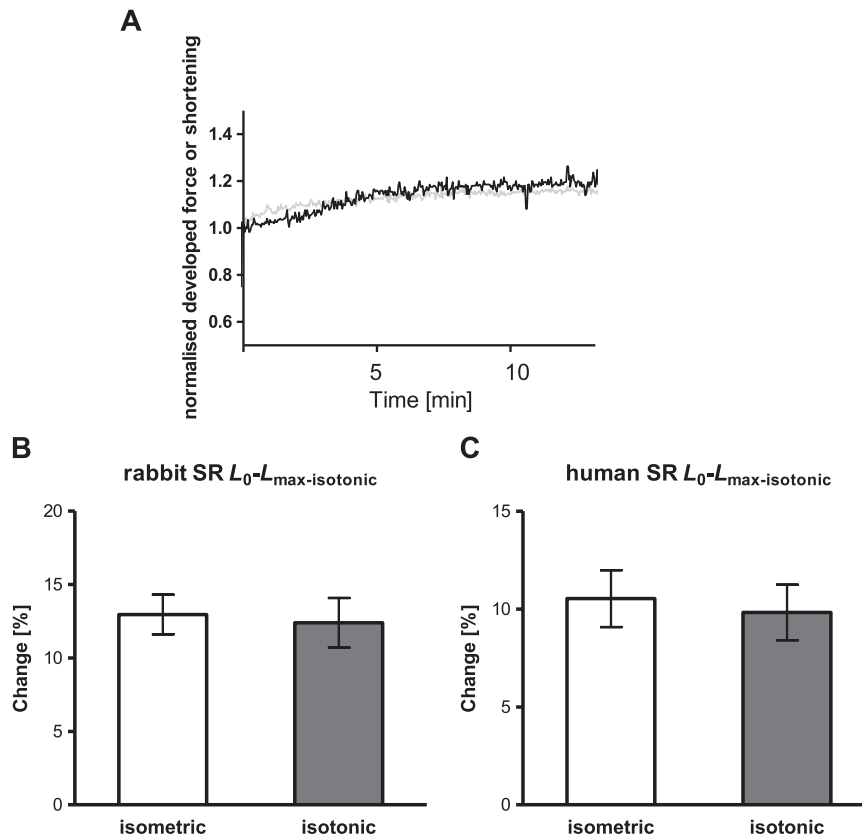 A
normalised developed force or shortening
1.4
1.2
1.0
0.8
0.6
5 10
Time [min]
B
rabbit SR L0-Lmax-isotonic
Change [%]
20
15
10
5
0
isometric isotonic
C
human SR L0-Lmax-isotonic
Change [%]
15
10
5
0
isometric isotonic